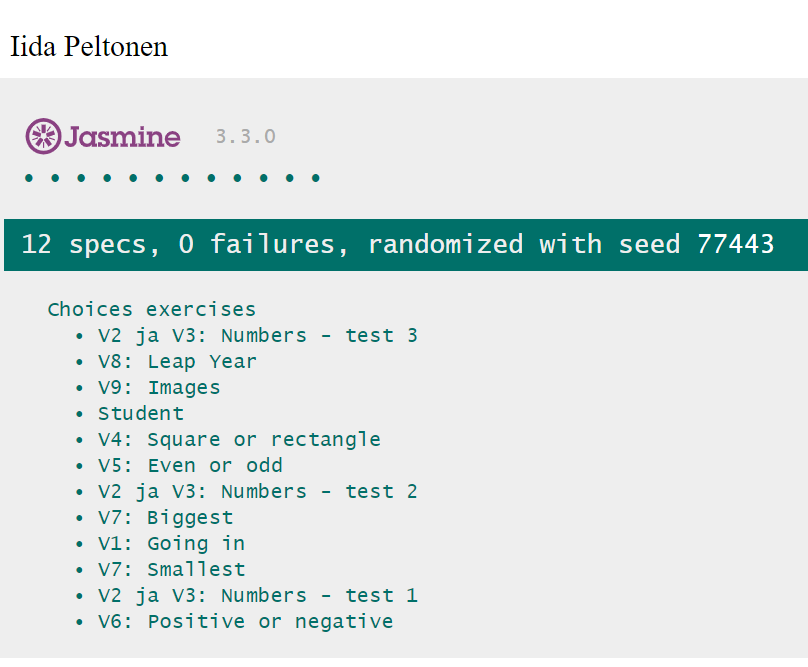 Iida Peltonen
Jasmine 3.3.0
• • • • • • • • • • • •
12 specs, 0 failures, randomized with seed 77443
Choices exercises
• V2 ja V3: Numbers - test 3
• V8: Leap Year
• V9: Images
• Student
• V4: Square or rectangle
• V5: Even or odd
• V2 ja V3: Numbers - test 2
• V7: Biggest
• V1: Going in
• V7: Smallest
• V2 ja V3: Numbers - test 1
• V6: Positive or negative